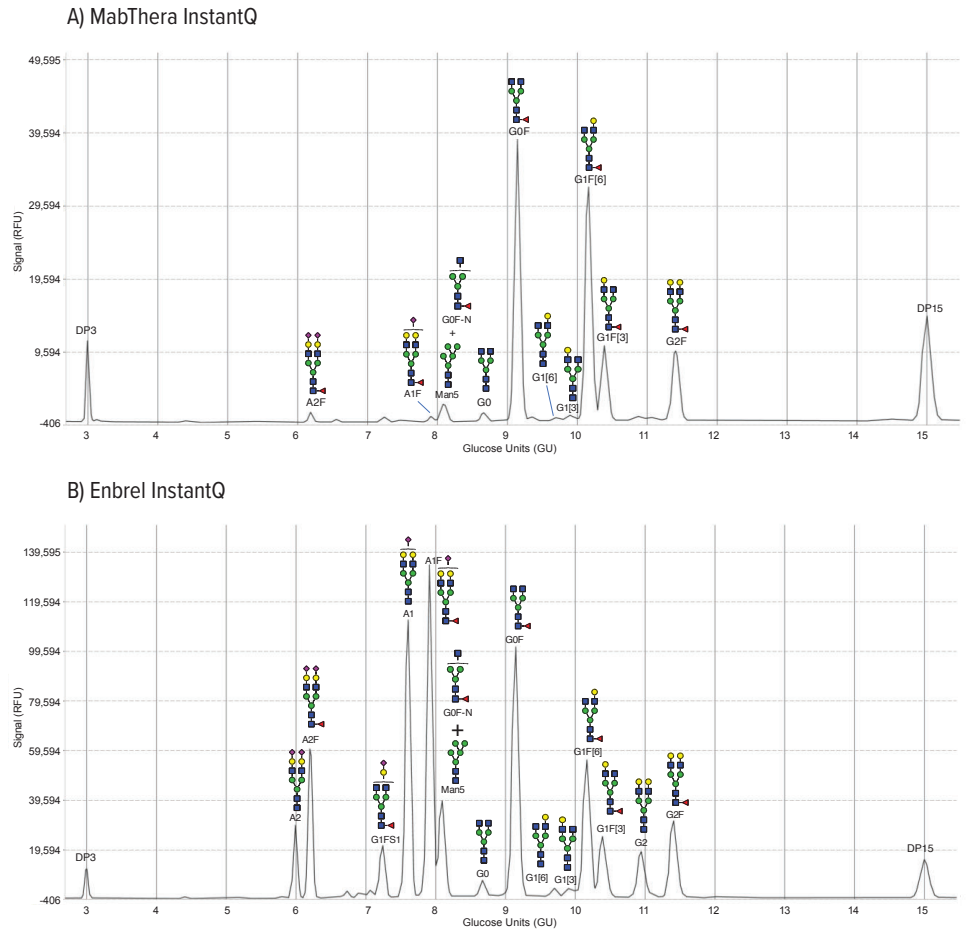 A) MabThera InstantQ
49,595
39,594
29,594
19,594
9,594
-406
Signal (RFU)
DP3
A2F
A1F
G0F-N
+
Man5
G0
G0F
G1[6]
G1[3]
G1F[6]
G1F[3]
G2F
DP15
3 4 5 6 7 8 9 10 11 12 13 14 15
Glucose Units (GU)
B) Enbrel InstantQ
139,595
119,594
99,594
79,594
59,594
39,594
19,594
-406
Signal (RFU)
DP3
A2
A2F
G1FS1
A1
A1F
G0F-N
+
Man5
G0
G0F
G1[6]
G1[3]
G1F[6]
G1F[3]
G2
G2F
DP15
3 4 5 6 7 8 9 10 11 12 13 14 15
Glucose Units (GU)